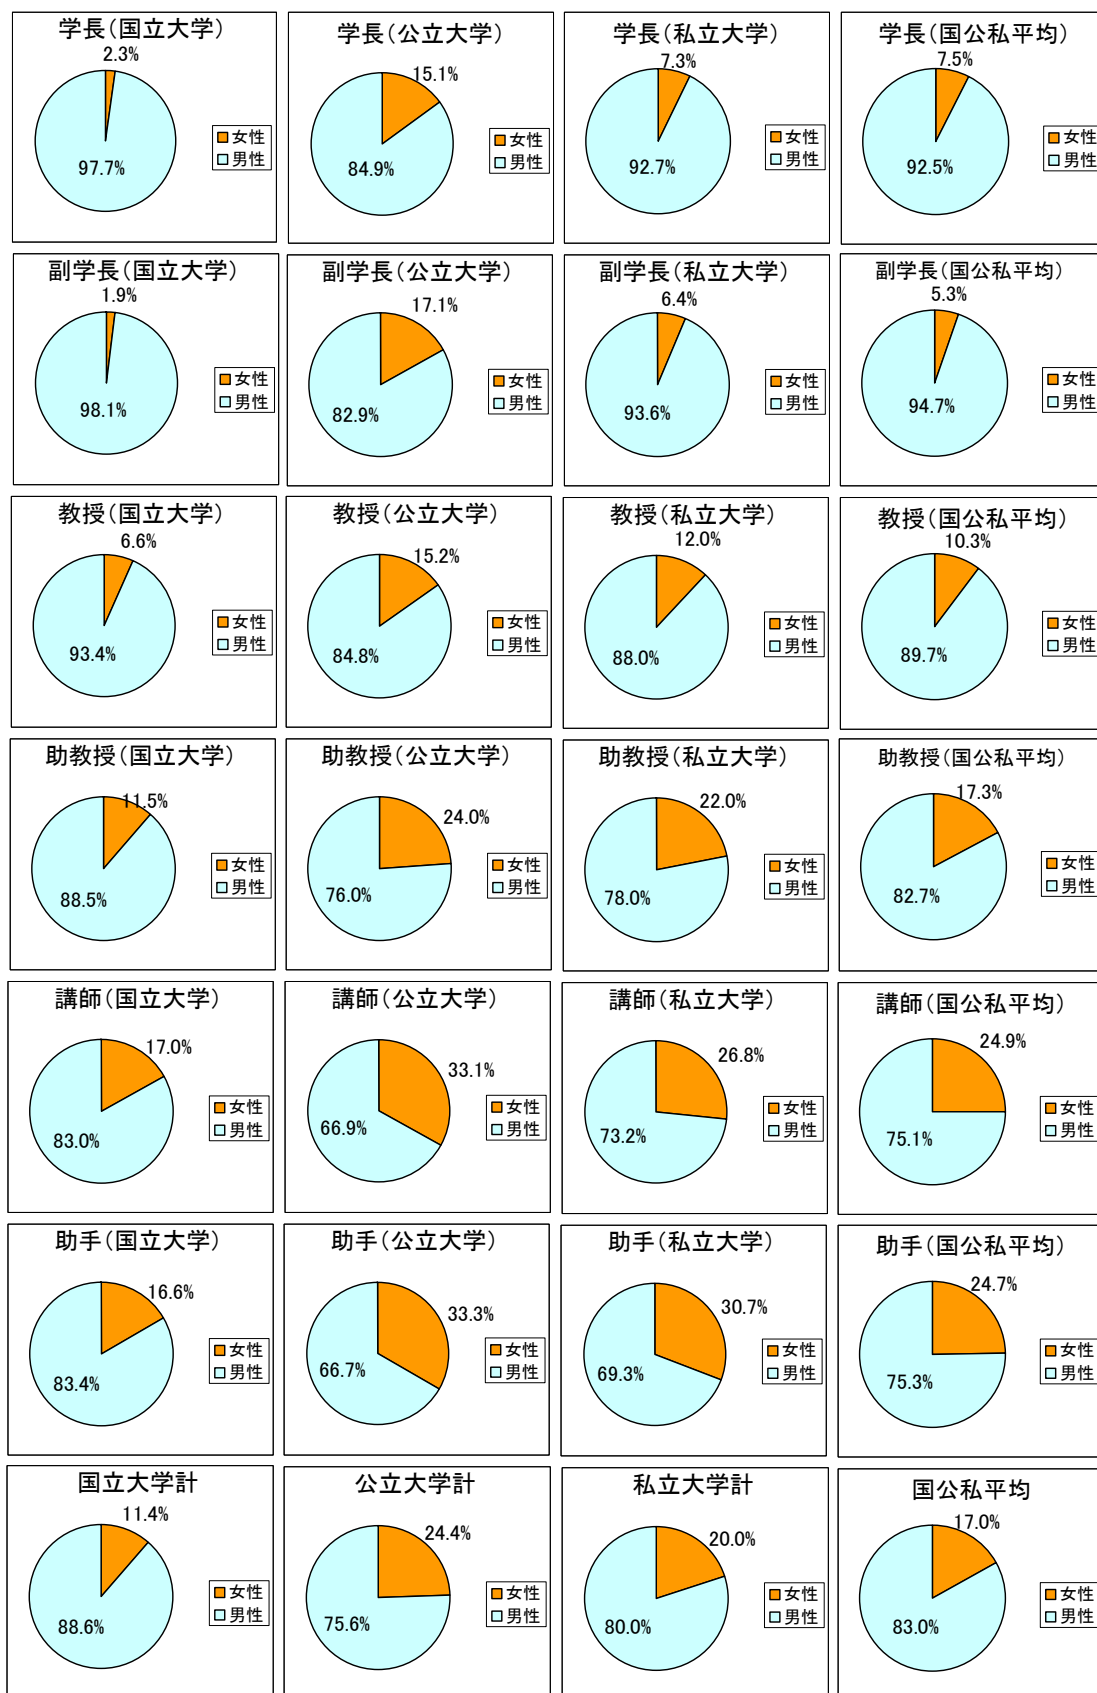 学長(国立大学)
2.3%
97.7%
女性
男性
学長(公立大学)
15.1%
84.9%
女性
男性
学長(私立大学)
7.3%
92.7%
女性
男性
学長(国公私平均)
7.5%
92.5%
女性
男性
副学長(国立大学)
1.9%
98.1%
女性
男性
副学長(公立大学)
17.1%
82.9%
女性
男性
副学長(私立大学)
6.4%
93.6%
女性
男性
副学長(国公私平均)
5.3%
94.7%
女性
男性
教授(国立大学)
6.6%
93.4%
女性
男性
教授(公立大学)
15.2%
84.8%
女性
男性
教授(私立大学)
12.0%
88.0%
女性
男性
教授(国公私平均)
10.3%
89.7%
女性
男性
助教授(国立大学)
11.5%
88.5%
女性
男性
助教授(公立大学)
24.0%
76.0%
女性
男性
助教授(私立大学)
22.0%
78.0%
女性
男性
助教授(国公私平均)
17.3%
82.7%
女性
男性
講師(国立大学)
17.0%
83.0%
女性
男性
講師(公立大学)
33.1%
66.9%
女性
男性
講師(私立大学)
26.8%
73.2%
女性
男性
講師(国公私平均)
24.9%
75.1%
女性
男性
助手(国立大学)
16.6%
83.4%
女性
男性
助手(公立大学)
33.3%
66.7%
女性
男性
助手(私立大学)
30.7%
69.3%
女性
男性
助手(国公私平均)
24.7%
75.3%
女性
男性
国立大学計
11.4%
88.6%
女性
男性
公立大学計
24.4%
75.6%
女性
男性
私立大学計
20.0%
80.0%
女性
男性
国公私平均
17.0%
83.0%
女性
男性